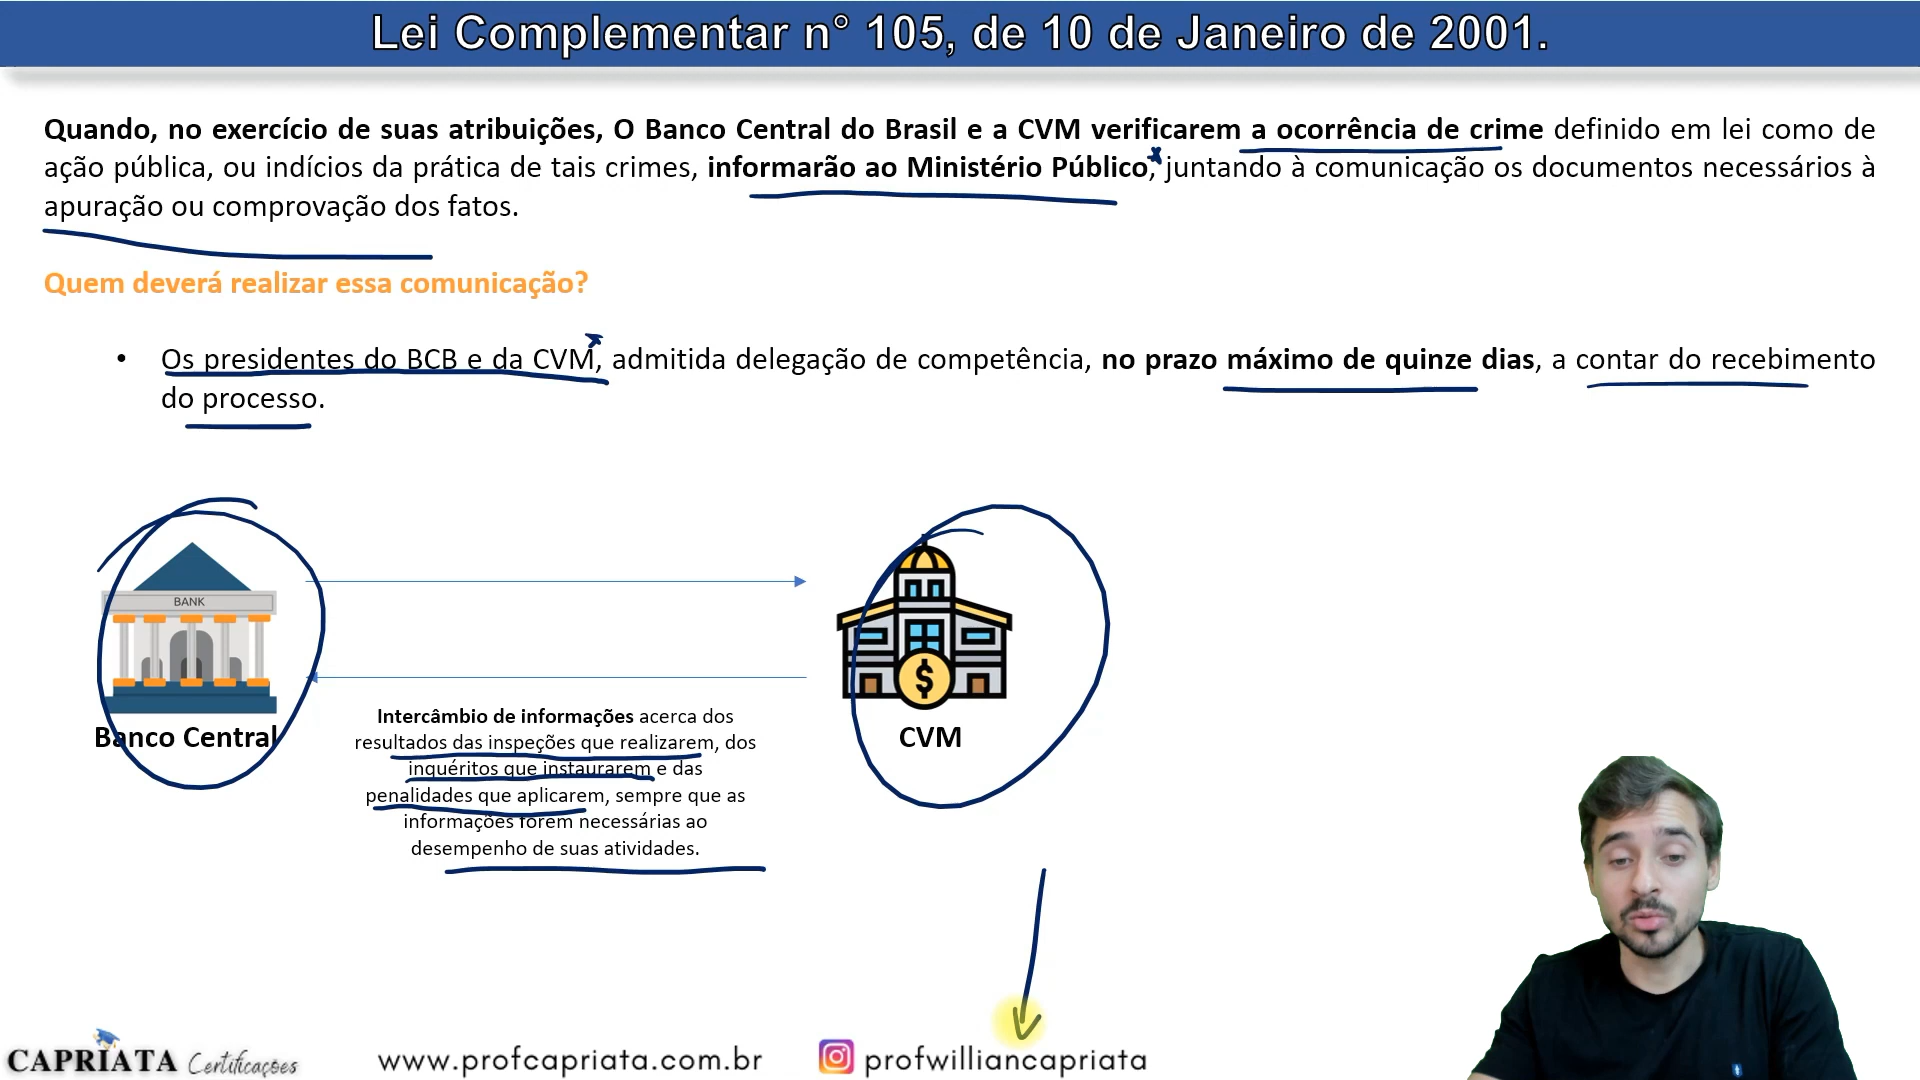 Lei Complementar n° 105, de 10 de Janeiro de 2001.
Quando, no exercício de suas atribuições, O Banco Central do Brasil e a CVM verificarem a ocorrência de crime definido em lei como de
ação pública, ou indícios da prática de tais crimes, informarão ao Ministério Público, juntando à comunicação os documentos necessários à
apuração ou comprovação dos fatos.
Quem deverá realizar essa comunicação?
• Os presidentes do BCB e da CVM, admitida delegação de competência, no prazo máximo de quinze dias, a contar do recebimento
do processo.
BANK
Banco Central
CVM
Intercâmbio de informações acerca dos
resultados das inspeções que realizarem, dos
inquéritos que instaurarem e das
penalidades que aplicarem, sempre que as
informações forem necessárias ao
desempenho de suas atividades.
CAPRIATA Certificações
www.profcapriata.com.br
profwilliancapriata